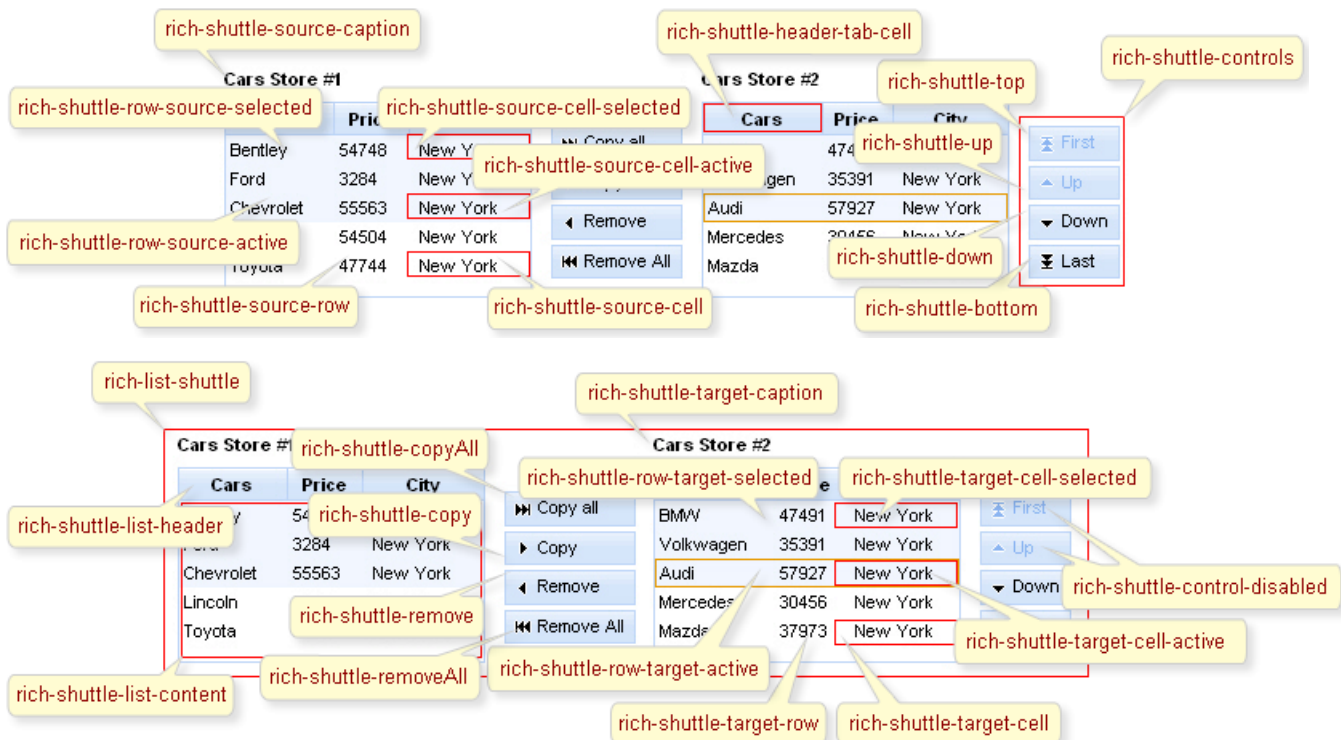 rich-shuttle-source-caption
rich-shuttle-header-tab-cell
rich-shuttle-controls
Cars Store #1
Cars Store #2
rich-shuttle-top
rich-shuttle-row-source-selected
rich-shuttle-source-cell-selected
Cars Price City
Bentley 54748 New Y
Copy all
First
rich-shuttle-up
rich-shuttle-source-cell-active
Ford 3284 New Y
35391 New York
Up
Chevrolet 55563 New York
Remove
Audi 57927 New York
Down
rich-shuttle-row-source-active
54504 New York
Mercedes
rich-shuttle-down
Toyota 47744 New York
Remove All
Mazda
Last
rich-shuttle-source-row
rich-shuttle-source-cell
rich-shuttle-bottom
rich-list-shuttle
rich-shuttle-target-caption
Cars Store #1
Cars Store #2
rich-shuttle-copyAll
rich-shuttle-row-target-selected
rich-shuttle-target-cell-selected
Cars Price City
rich-shuttle-list-header
rich-shuttle-copy
Copy all
BMW 47491 New York
First
Ford 3284 New York
Copy
Volkwagen 35391 New York
Up
Chevrolet 55563 New York
Remove
Audi 57927 New York
Down
rich-shuttle-control-disabled
Lincoln
rich-shuttle-remove
Mercedes 30456 New York
Toyota
Remove All
Mazda 37973 New York
rich-shuttle-target-cell-active
rich-shuttle-row-target-active
rich-shuttle-removeAll
rich-shuttle-list-content
rich-shuttle-target-row
rich-shuttle-target-cell